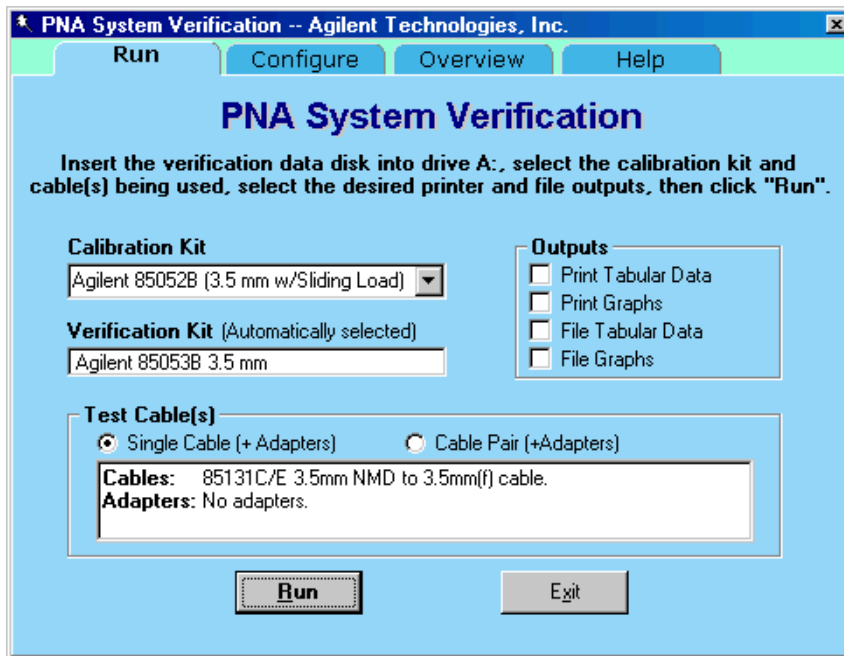 PNA System Verification -- Agilent Technologies, Inc.
Run Configure Overview Help
PNA System Verification
Insert the verification data disk into drive A:, select the calibration kit and
cable(s) being used, select the desired printer and file outputs, then click "Run".
Calibration Kit
Agilent 85052B (3.5 mm w/Sliding Load)
Verification Kit (Automatically selected)
Agilent 85053B 3.5 mm
Outputs
Print Tabular Data
Print Graphs
File Tabular Data
File Graphs
Test Cable(s)
Single Cable (+ Adapters) Cable Pair (+Adapters)
Cables: 85131C/E 3.5mm NMD to 3.5mm(f) cable.
Adapters: No adapters.
Run Exit